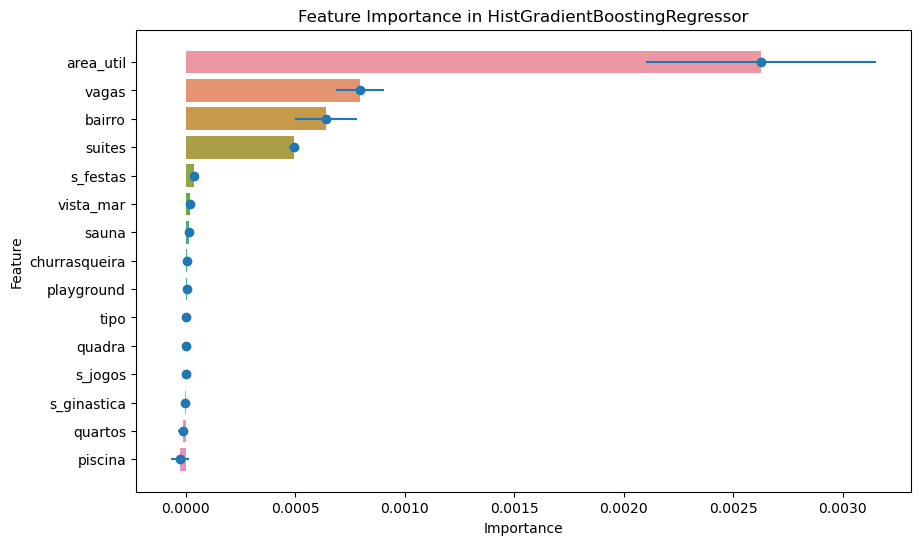 Feature Importance in HistGradientBoostingRegressor
area_util
vagas
bairro
suites
s_festas
vista_mar
sauna
churrasqueira
playground
tipo
quadra
s_jogos
s_ginastica
quartos
piscina
Feature
0.0000 0.0005 0.0010 0.0015 0.0020 0.0025 0.0030
Importance